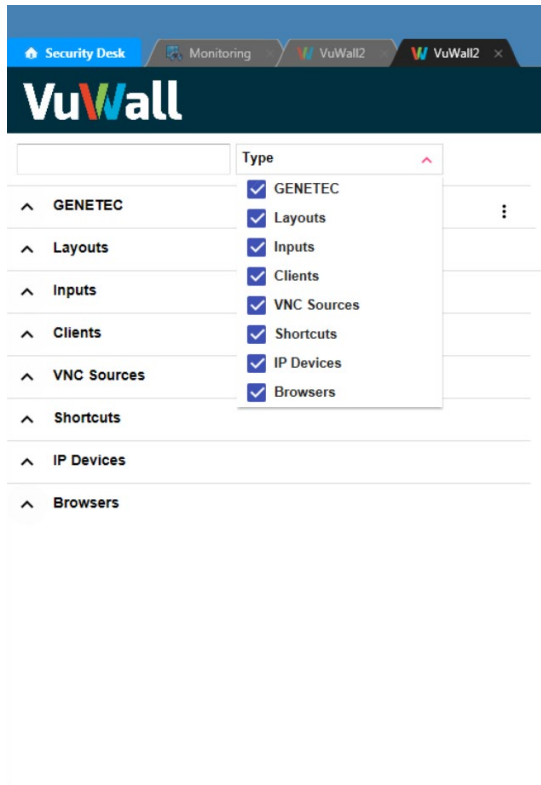 Security Desk Monitoring VuWall2 VuWall2
VuWall
Type
GENETEC
Layouts
Inputs
Clients
VNC Sources
Shortcuts
IP Devices
Browsers
GENETEC
Layouts
Inputs
Clients
VNC Sources
Shortcuts
IP Devices
Browsers